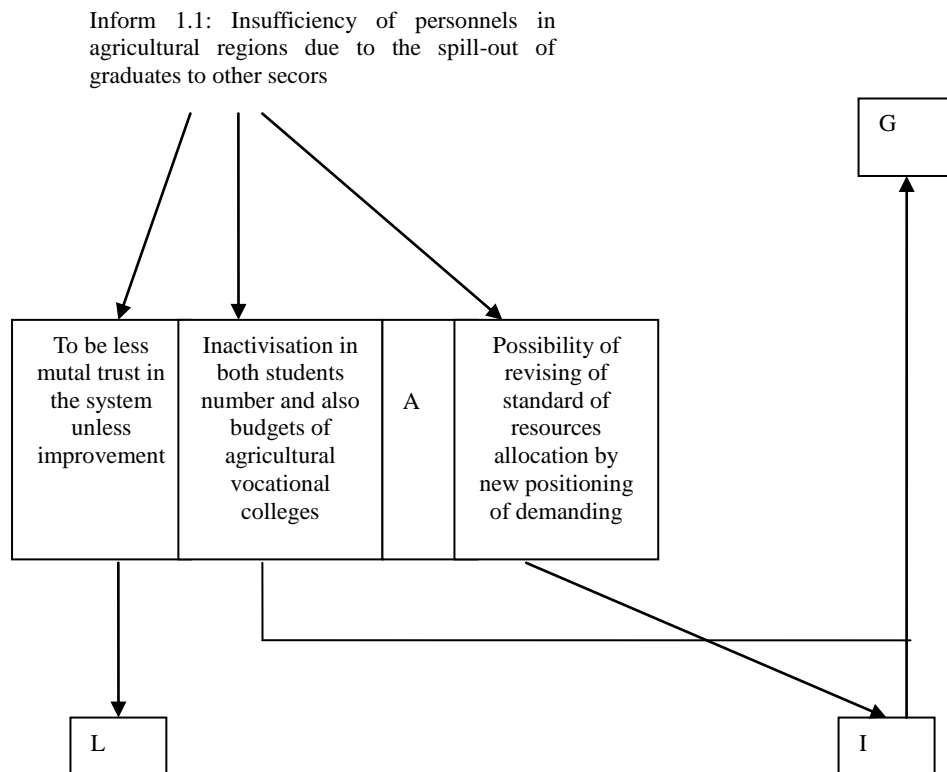 Inform 1.1: Insufficiency of personnels in
agricultural regions due to the spill-out of
graduates to other secors
G
To be less
mutal trust in
the system
unless
improvement
Inactivisation in
both students
number and also
budgets of
agricultural
vocational
colleges
A
Possibility of
revising of
standard of
resources
allocation by
new positioning
of demanding
L
I